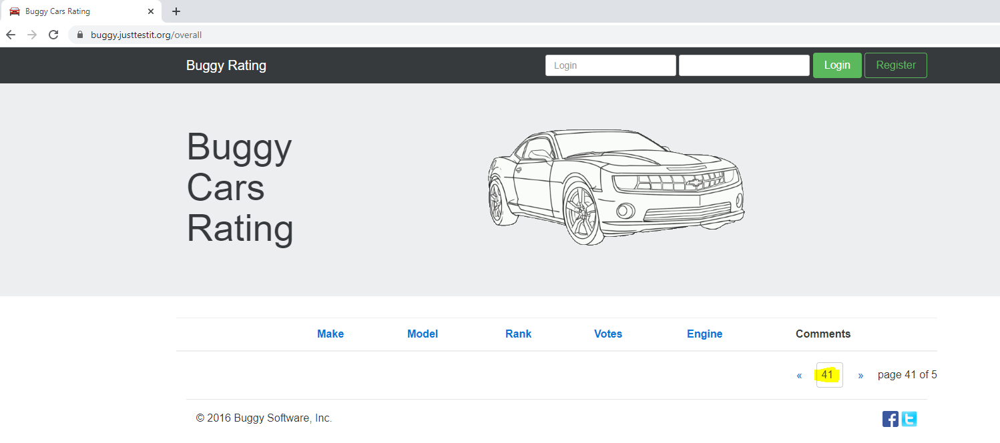 Buggy Cars Rating
buggy.justtestit.org/overall
Buggy Rating
Login
Login
Register
Buggy
Cars
Rating
Make Model Rank Votes Engine Comments
« 41 » page 41 of 5
© 2016 Buggy Software, Inc.